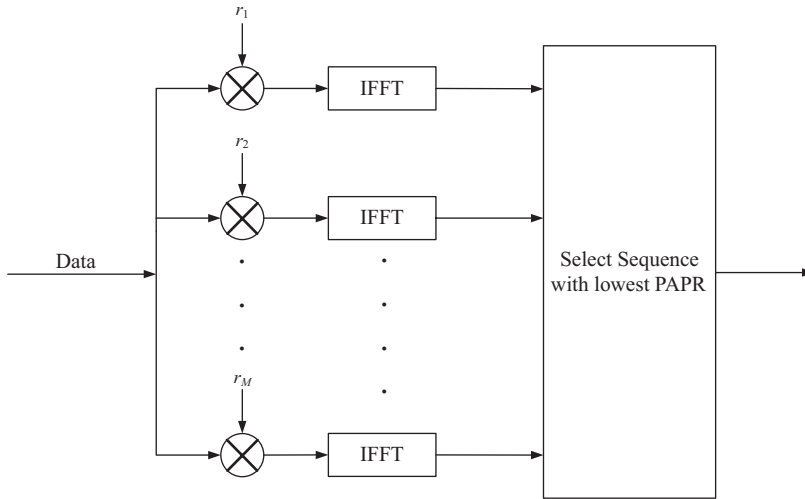 r1
IFFT
r2
IFFT
Data
Select Sequence
with lowest PAPR
rM
IFFT